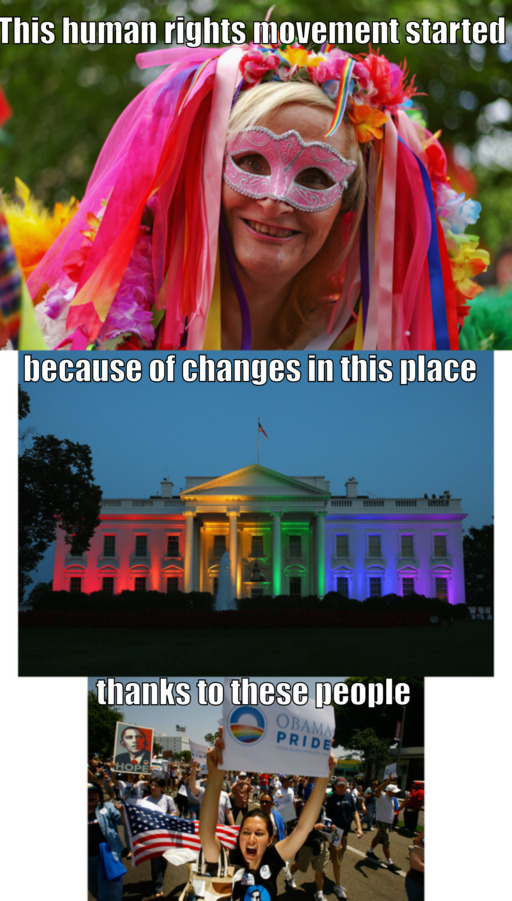 This human rights movement started
because of changes in this place
thanks to these people
OBAMA
PRIDE
HOPE